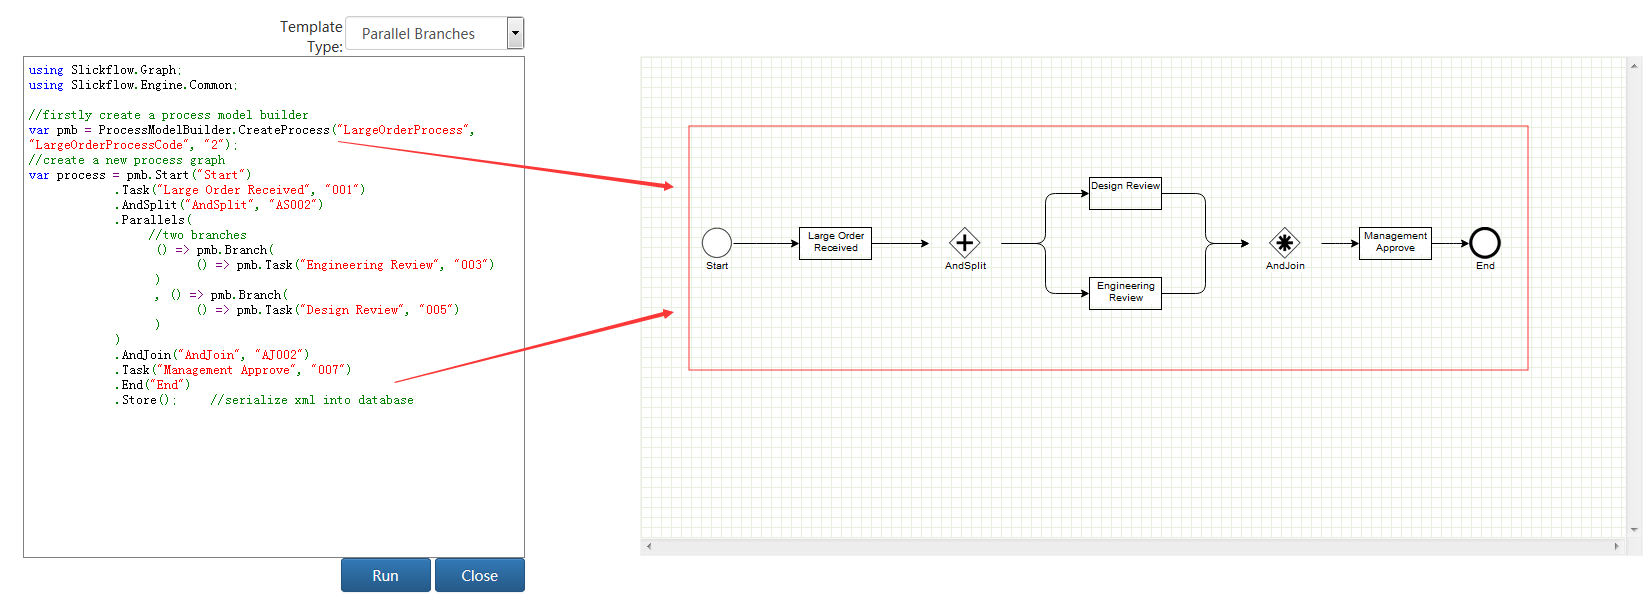 Template
Type:
Parallel Branches
using Slickflow.Graph;
using Slickflow.Engine.Common;
//firstly create a process model builder
var pmb = ProcessModelBuilder.CreateProcess("LargeOrderProcess",
"LargeOrderProcessCode", "2");
//create a new process graph
var process = pmb.Start("Start")
.Task("Large Order Received", "001")
.AndSplit("AndSplit", "AS002")
.Parallels(
//two branches
() => pmb.Branch(
() => pmb.Task("Engineering Review", "003")
)
, () => pmb.Branch(
() => pmb.Task("Design Review", "005")
)
)
.AndJoin("AndJoin", "AJ002")
.Task("Management Approve", "007")
.End("End")
.Store(); //serialize xml into database
Run
Close
Start
Large Order
Received
AndSplit
Design Review
Engineering
Review
AndJoin
Management
Approve
End